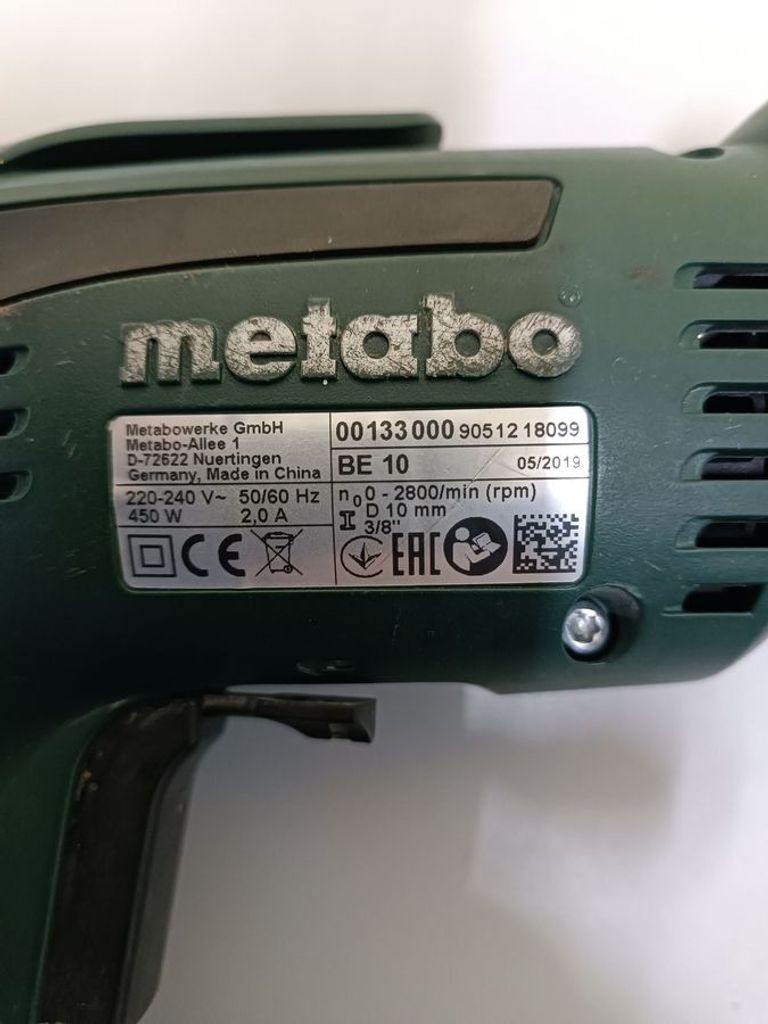 metabo®
Metabowerke GmbH
Metabo-Allee 1
D-72622 Nuertingen
Germany, Made in China
220-240 V~ 50/60 Hz
450 W 2,0 A
CE
00133000 90512 18099
BE 10 05/2019
n₀ 0 - 2800/min (rpm)
D 10 mm
3/8"
EAC